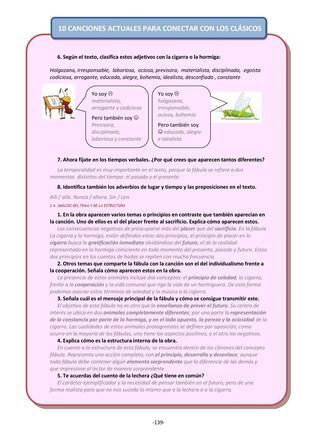 10 CANCIONES ACTUALES PARA CONECTAR CON LOS CLÁSICOS
6. Según el texto, clasifica estos adjetivos con la cigarra o la hormiga:
Holgazana, irresponsable, laboriosa, ociosa, previsora, materialista, disciplinada, egoísta
codiciosa, arrogante, educada, alegre, bohemia, idealista, desconfiada, constante
Yo soy ☹
materialista,
arrogante y codiciose
Pero también soy ☺
Previsora,
disciplinada,
laboriosa y constante
Yo soy ☹
holgazana,
irresponsable,
ociosa, bohemia
Pero también soy
☺ educada, alegre
e idealista
7. Ahora fíjate en los tiempos verbales. ¿Por qué crees que aparecen tantos diferentes?
La temporalidad es muy importante en el texto, porque la fábula se refiere a dos
momentos distintos del tiempo: el pasado y el presente.
8. Identifica también los adverbios de lugar y tiempo y las preposiciones en el texto.
Allí / allá. Nunca / ahora. Sin / con
2.4. ANÁLISIS DEL TEMA Y DE LA ESTRUCTURA
1. En la obra aparecen varios temas o principios en contraste que también aparecían en
la canción. Uno de ellos es el del placer frente al sacrificio. Explica cómo aparecen estos.
Las consecuencias negativas de preocuparse más del placer que del sacrificio. En la fábula
La cigarra y la hormiga, están definidos estos dos principios, el principio de placer en la
cigarra busca la gratificación inmediata olvidándose del futuro; el de la realidad
representado en la hormiga consciente en todo momento del presente, pasado y futuro. Estos
dos principios en los cuentos de hadas se repiten con mucha frecuencia.
2. Otros temas que comparte la fábula con la canción son el del individualismo frente a
la cooperación. Señala cómo aparecen estos en la obra.
La presencia de estos animales incluye dos conceptos: el principio de soledad, la cigarra;
frente a la cooperación y la vida comunal que rige la vida de un hormiguero. De esta forma
podemos asociar estos términos de soledad y la música a la cigarra.
3. Señala cuál es el mensaje principal de la fábula y cómo se consigue transmitir este.
El objetivo de esta fábula no es otro que la enseñanza de prever el futuro. Su centro de
interés se ubica en dos animales completamente diferentes; por una parte la representación
de la constancia por parte de la hormiga, y en el lado opuesto, la pereza y la ociosidad de la
cigarra. Las cualidades de estos animales protagonistas se definen por oposición; como
ocurre en la mayoría de las fábulas, uno tiene los aspectos positivos, y el otro los negativos.
4. Explica cómo es la estructura interna de la obra.
En cuanto a la estructura de esta fábula, se encuentra dentro de los cánones del concepto
fábula. Representa una acción completa, con el principio, desarrollo y desenlace; aunque
toda fábula debe contener algún elemento sorprendente que la diferencie de las demás y
que impresione al lector de manera sorprendente.
5. Te acuerdas del cuento de la lechera ¿Qué tiene en común?
El carácter ejemplificador y la necesidad de pensar también en el futuro, pero de una
forma realista para que no nos suceda lo mismo que a la lechera o a la cigarra.
-139-